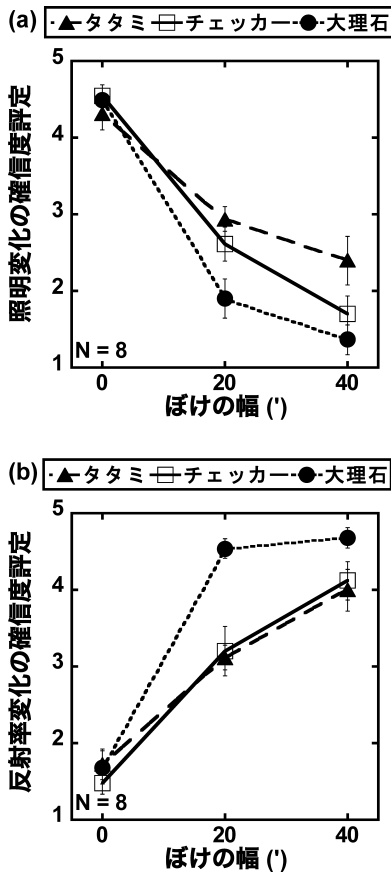 (a) ▲タタミ □チェッカー ●大理石
照明変化の確信度評定
5
4
3
2
1
N = 8
0 20 40
ぼけの幅 (')
(b) ▲タタミ □チェッカー ●大理石
反射率変化の確信度評定
5
4
3
2
1
N = 8
0 20 40
ぼけの幅 (')